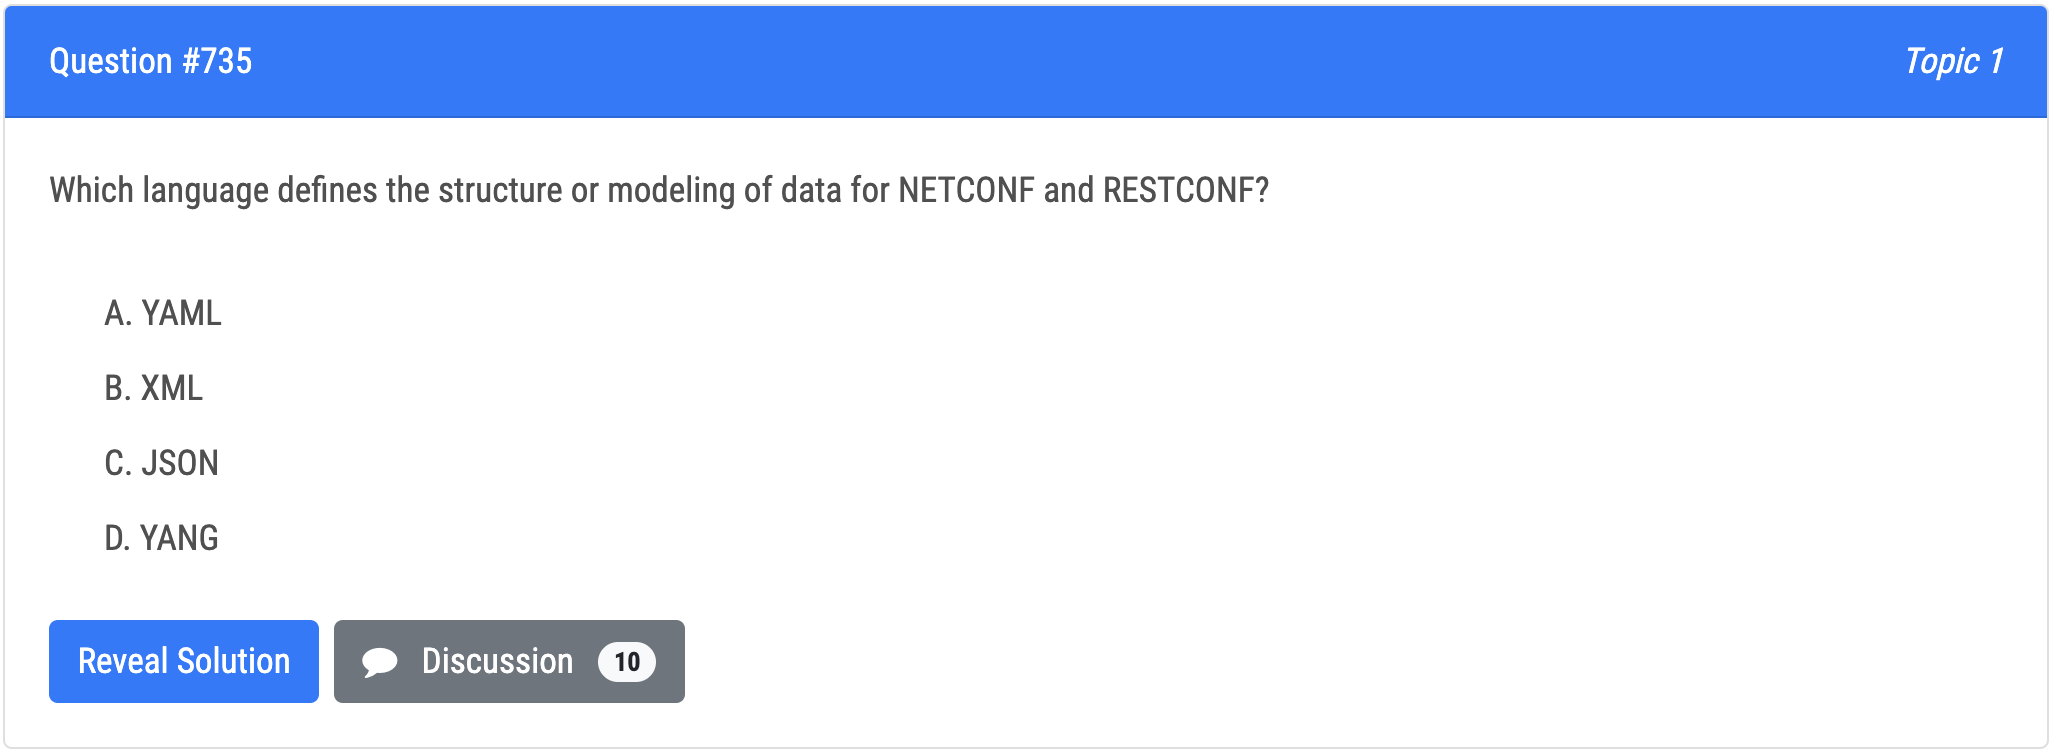 Question #735
Topic 1
Which language defines the structure or modeling of data for NETCONF and RESTCONF?
A. YAML
B. XML
C. JSON
D. YANG
Reveal Solution
Discussion 10